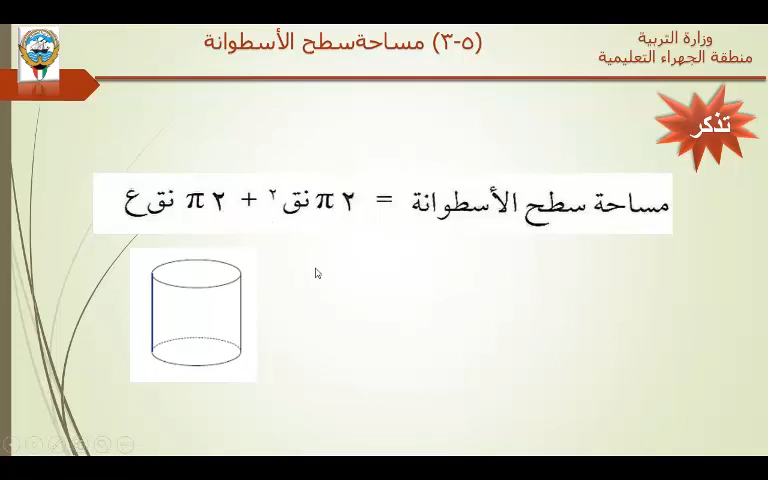 وزارة التربية
منطقة الجهراء التعليمية
(٥-٣) مساحةسطح الأسطوانة
تذكر
مساحة سطح الأسطوانة = ٢ π نق٢ + ٢ π نق ع